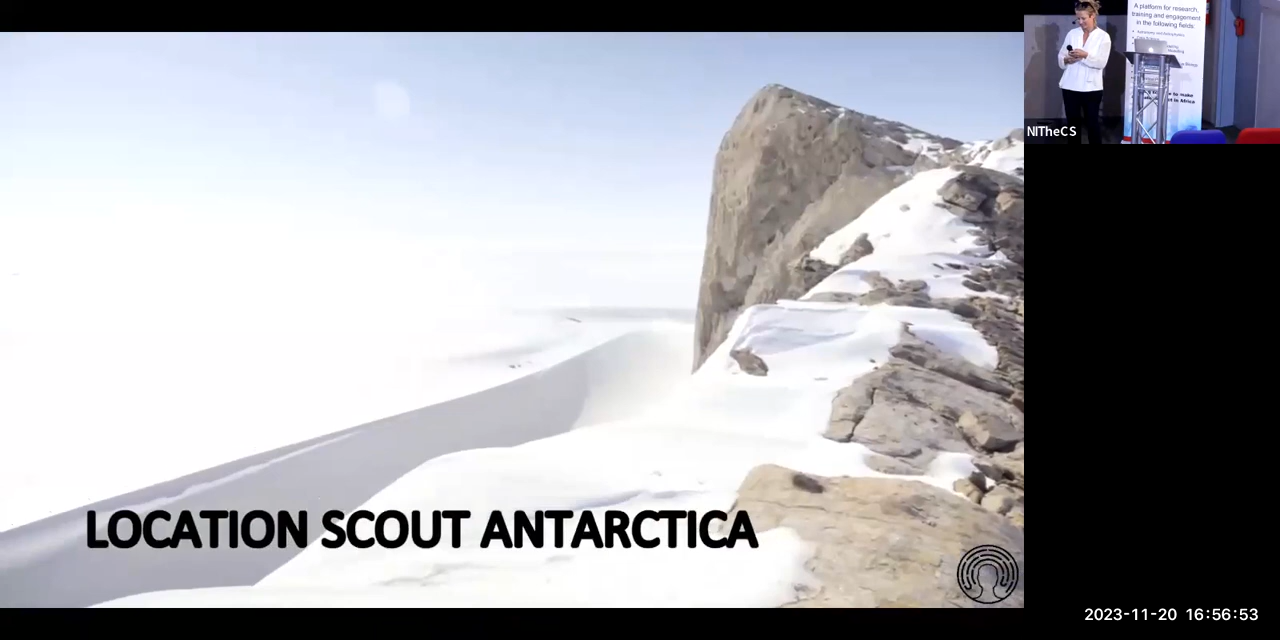 A platform for research,
training and engagement
in the following fields:
NITheCS
LOCATION SCOUT ANTARCTICA
2023-11-20 16:56:53